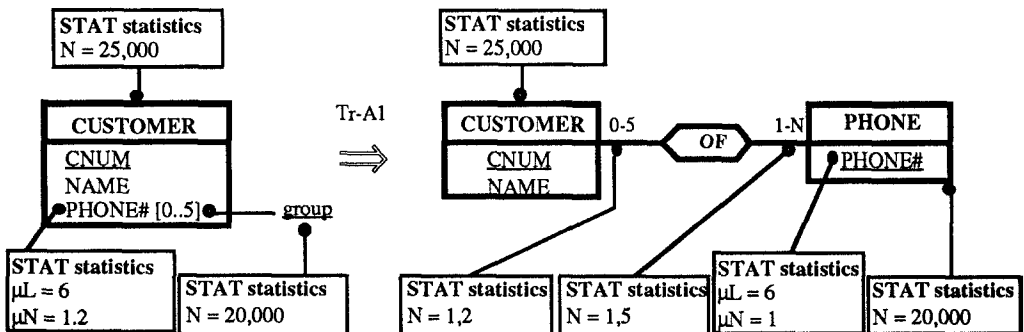 STAT statistics
N = 25,000
CUSTOMER
CNUM
NAME
PHONE# [0..5]
group
STAT statistics
µL = 6
µN = 1.2
STAT statistics
N = 20,000
Tr-A1
STAT statistics
N = 25,000
CUSTOMER
CNUM
NAME
0-5
OF
1-N
PHONE
PHONE#
STAT statistics
N = 1,2
STAT statistics
N = 1,5
STAT statistics
µL = 6
µN = 1
STAT statistics
N = 20,000